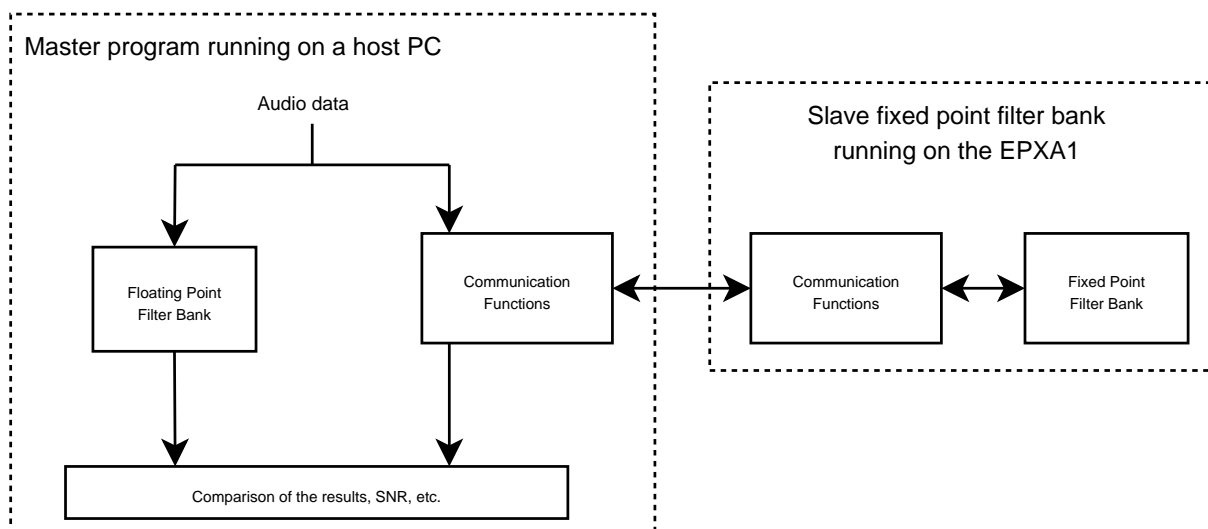 Master program running on a host PC
Audio data
Slave fixed point filter bank
running on the EPXA1
Floating Point
Filter Bank
Communication
Functions
Communication
Functions
Fixed Point
Filter Bank
Comparison of the results, SNR, etc.